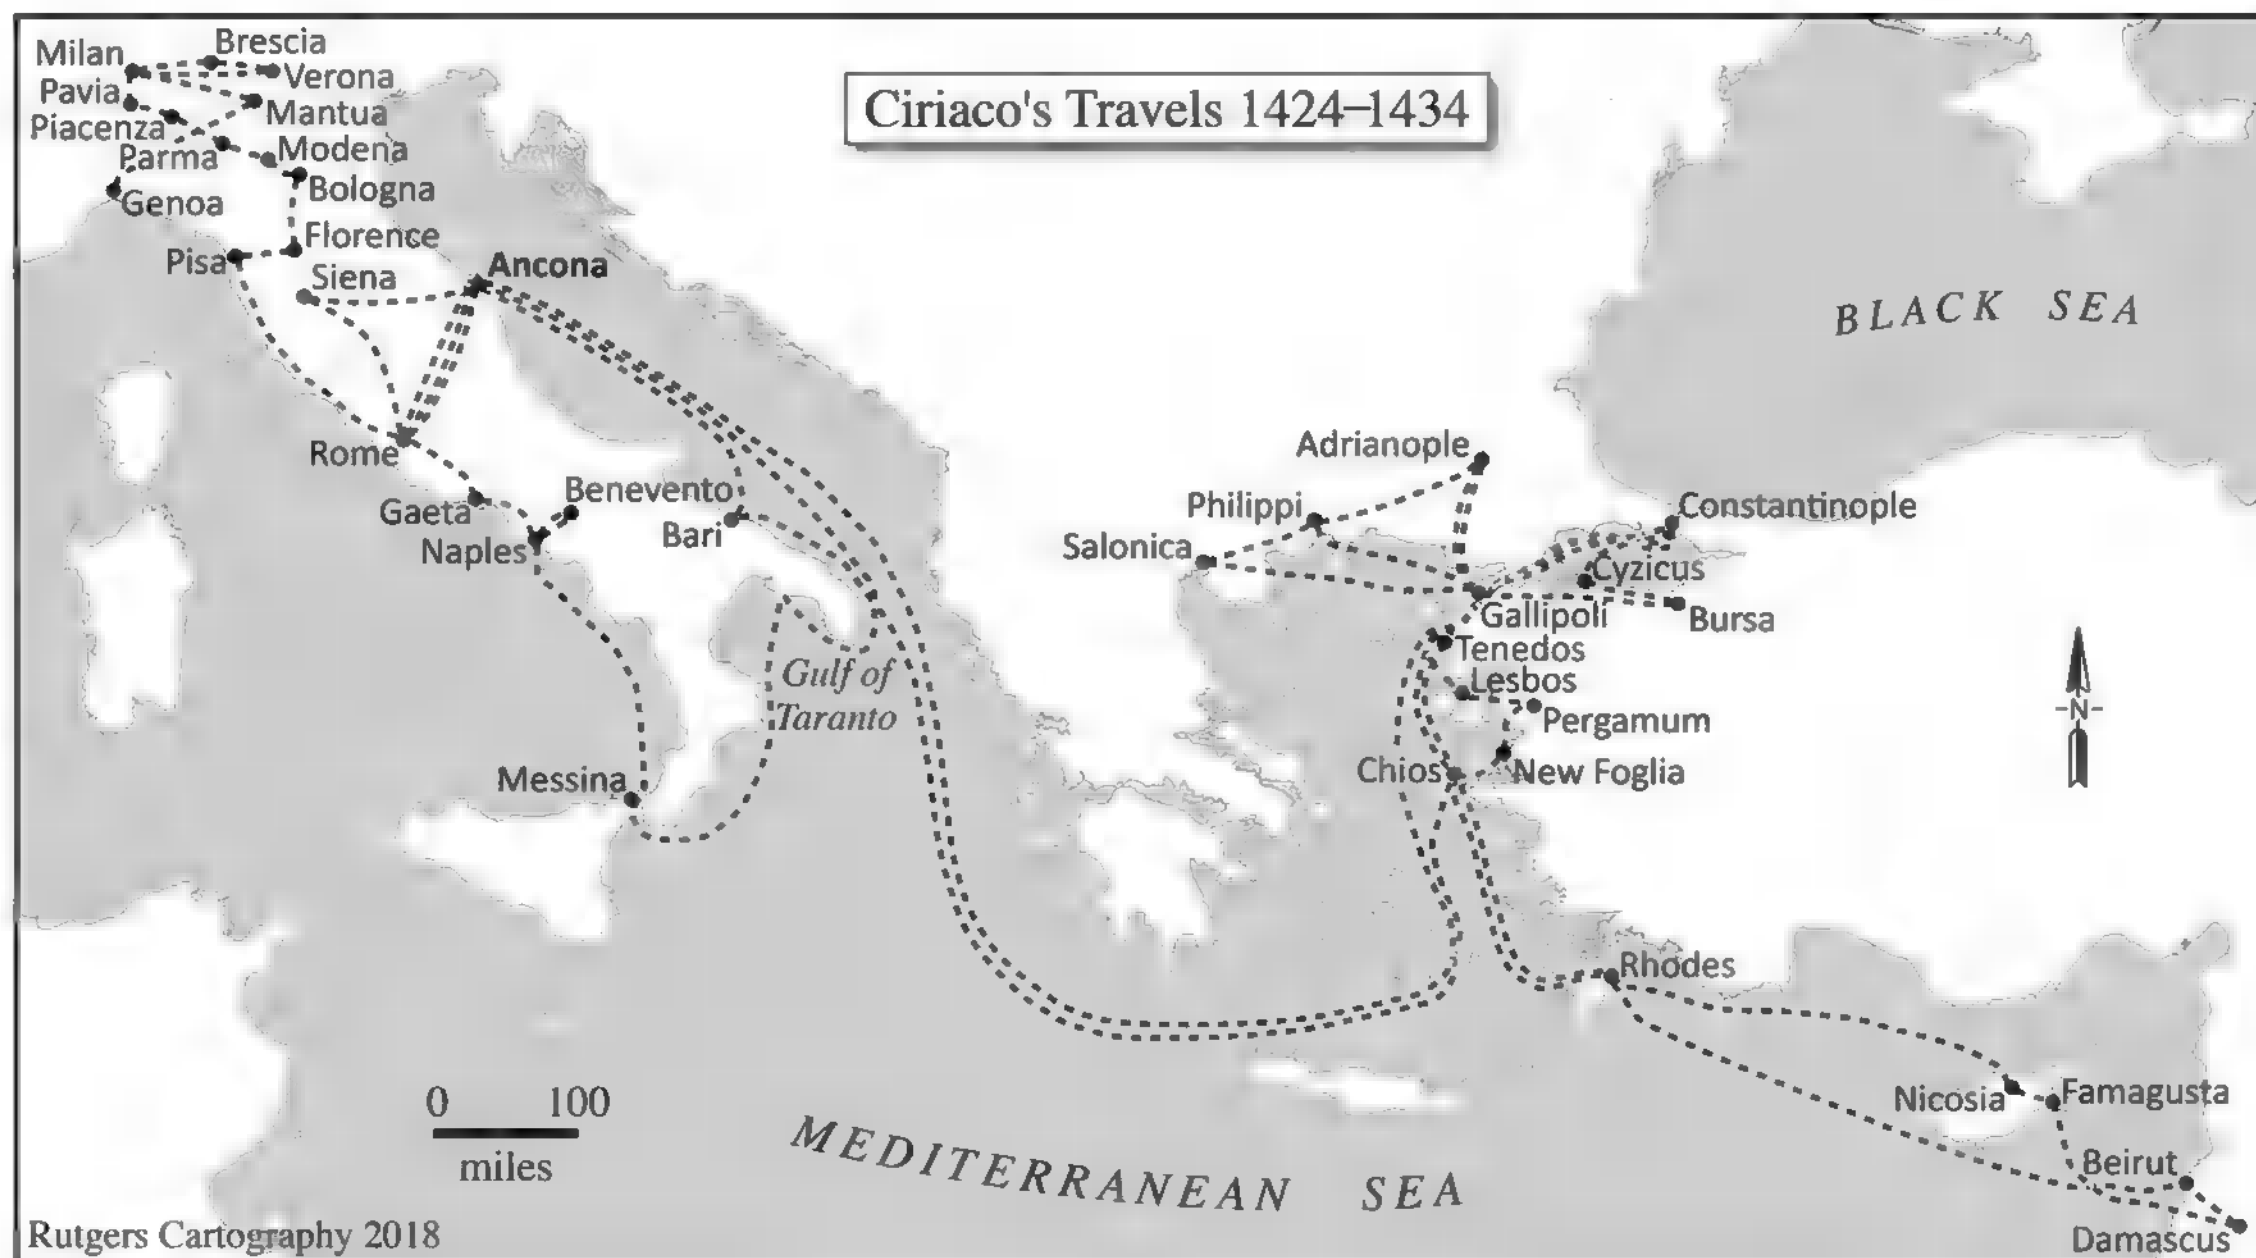 Ciriaco's Travels 1424–1434
Milan
Brescia
Verona
Pavia
Mantua
Piacenza
Parma
Modena
Bologna
Genoa
Florence
Pisa
Siena
Ancona
BLACK SEA
Rome
Adrianople
Gaeta
Benevento
Philippi
Constantinople
Bari
Naples
Salonica
Cyzicus
Gallipoli
Bursa
Tenedos
Gulf of
Taranto
Lesbos
Pergamum
N
Messina
Chios
New Foglia
Rhodes
0 100
miles
Nicosia
Famagusta
MEDITERRANEAN SEA
Beirut
Damascus
Rutgers Cartography 2018